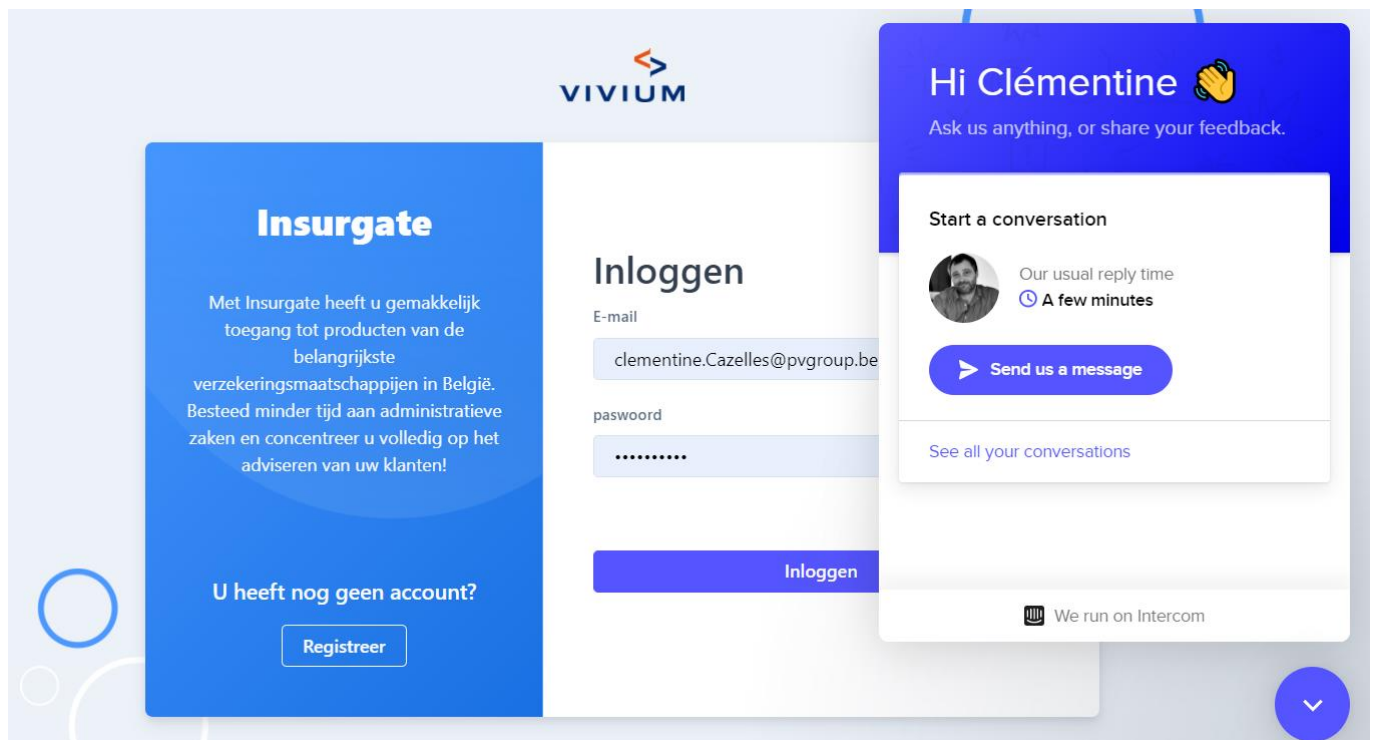 VIVIUM
Insurgate
Met Insurgate heeft u gemakkelijk
toegang tot producten van de
belangrijkste
verzekeringsmaatschappijen in België.
Besteed minder tijd aan administratieve
zaken en concentreer u volledig op het
adviseren van uw klanten!
U heeft nog geen account?
Registreer
Inloggen
E-mail
clementine.Cazelles@pvgroup.be
paswoord
••••••••••
Inloggen
Hi Clémentine 👋
Ask us anything, or share your feedback.
Start a conversation
Our usual reply time
A few minutes
Send us a message
See all your conversations
We run on Intercom